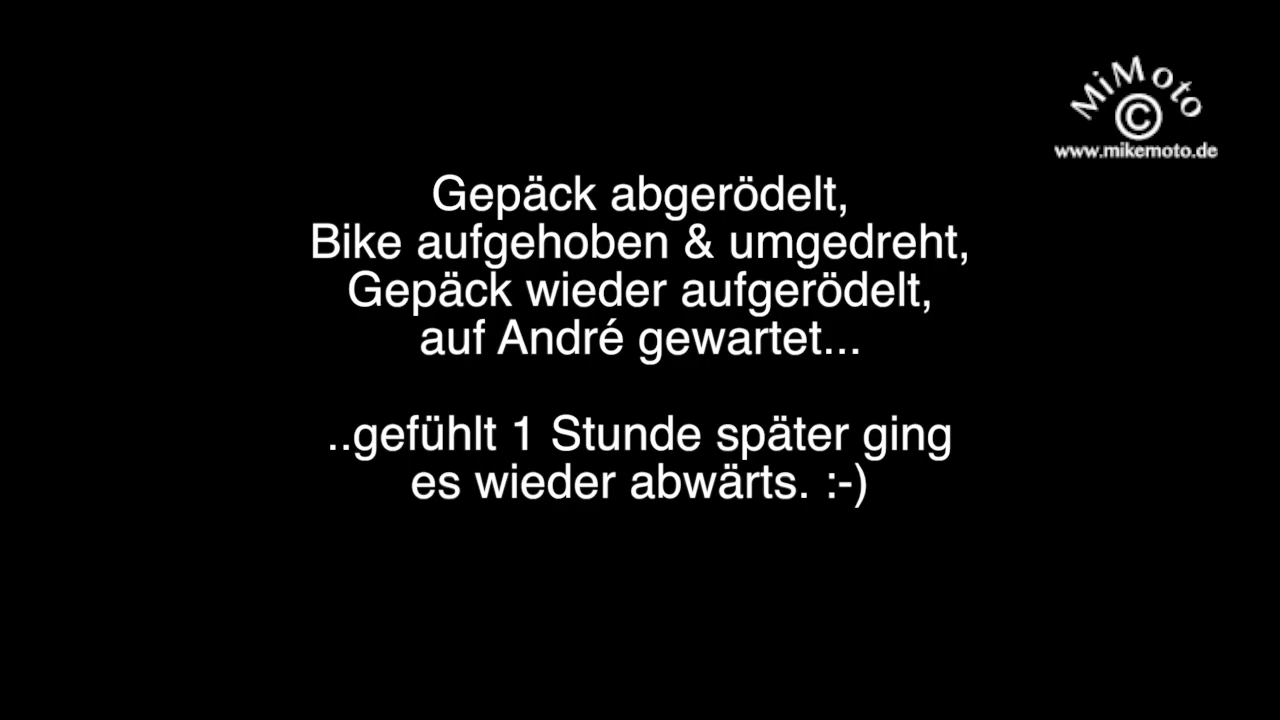 MiMoto
©
www.mikemoto.de
Gepäck abgerödelt,
Bike aufgehoben & umgedreht,
Gepäck wieder aufgerödelt,
auf André gewartet...
..gefühlt 1 Stunde später ging
es wieder abwärts. :-)